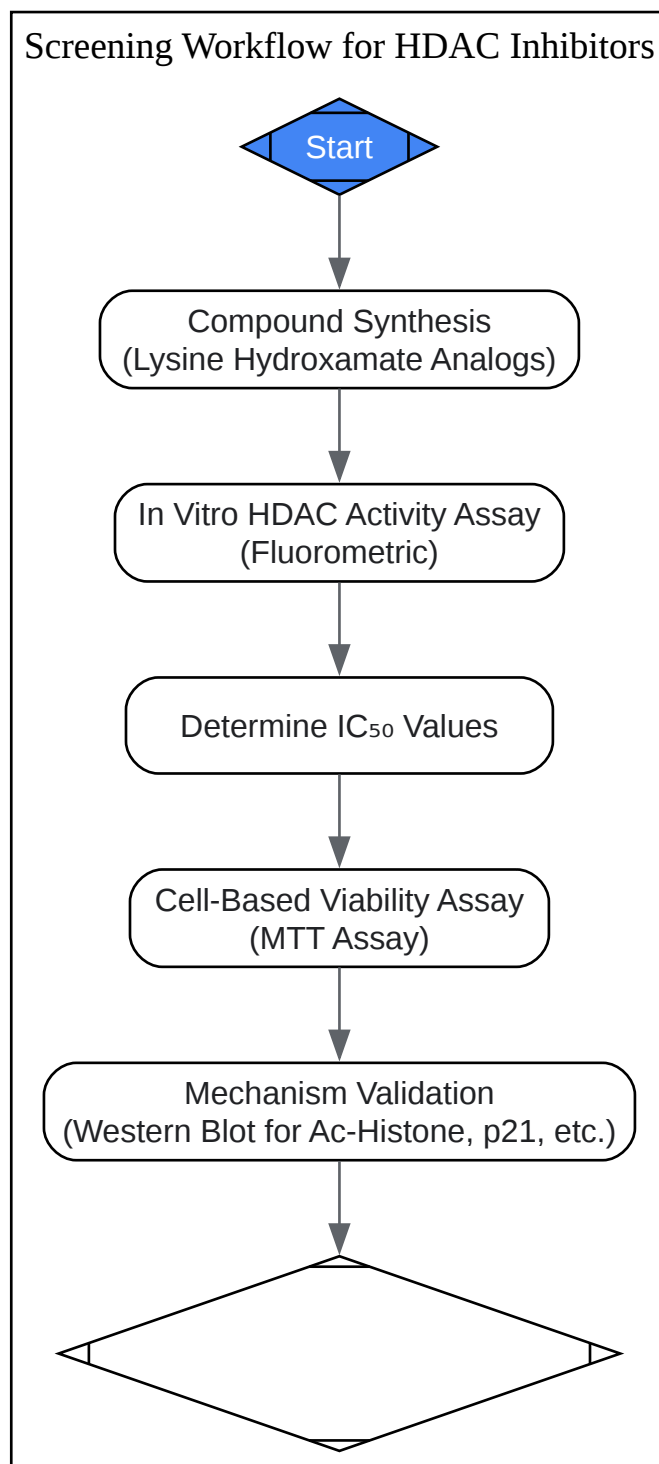 Screening Workflow for HDAC Inhibitors
Start
Compound Synthesis
(Lysine Hydroxamate Analogs)
In Vitro HDAC Activity Assay
(Fluorometric)
Determine IC₅₀ Values
Cell-Based Viability Assay
(MTT Assay)
Mechanism Validation
(Western Blot for Ac-Histone, p21, etc.)